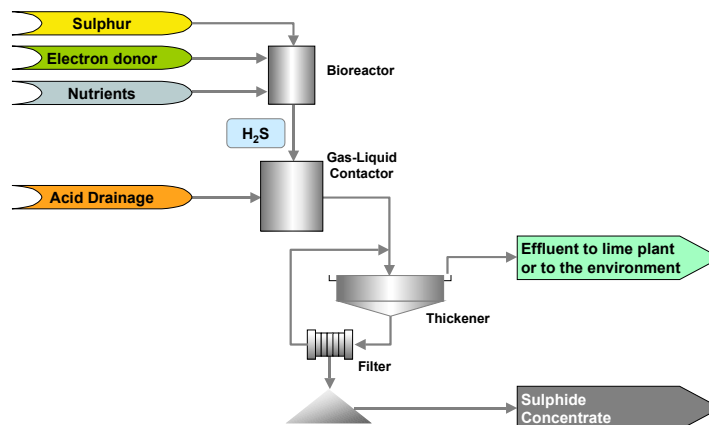 Sulphur
Electron donor
Bioreactor
Nutrients
H₂S
Gas-Liquid
Contactor
Acid Drainage
Effluent to lime plant
or to the environment
Thickener
Filter
Sulphide
Concentrate